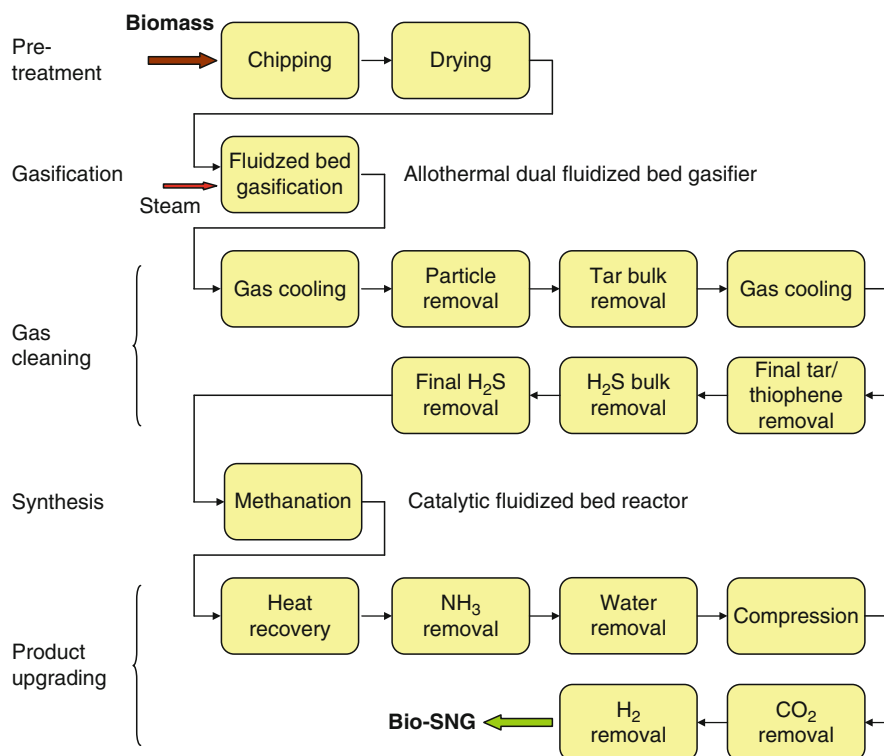 Biomass
Pre-
treatment
Chipping
Drying
Gasification
Fluidzed bed
gasification
Allothermal dual fluidized bed gasifier
Steam
Gas
cleaning
Gas cooling
Particle
removal
Tar bulk
removal
Gas cooling
Final H₂S
removal
H₂S bulk
removal
Final tar/
thiophene
removal
Synthesis
Methanation
Catalytic fluidized bed reactor
Product
upgrading
Heat
recovery
NH₃
removal
Water
removal
Compression
Bio-SNG
H₂
removal
CO₂
removal